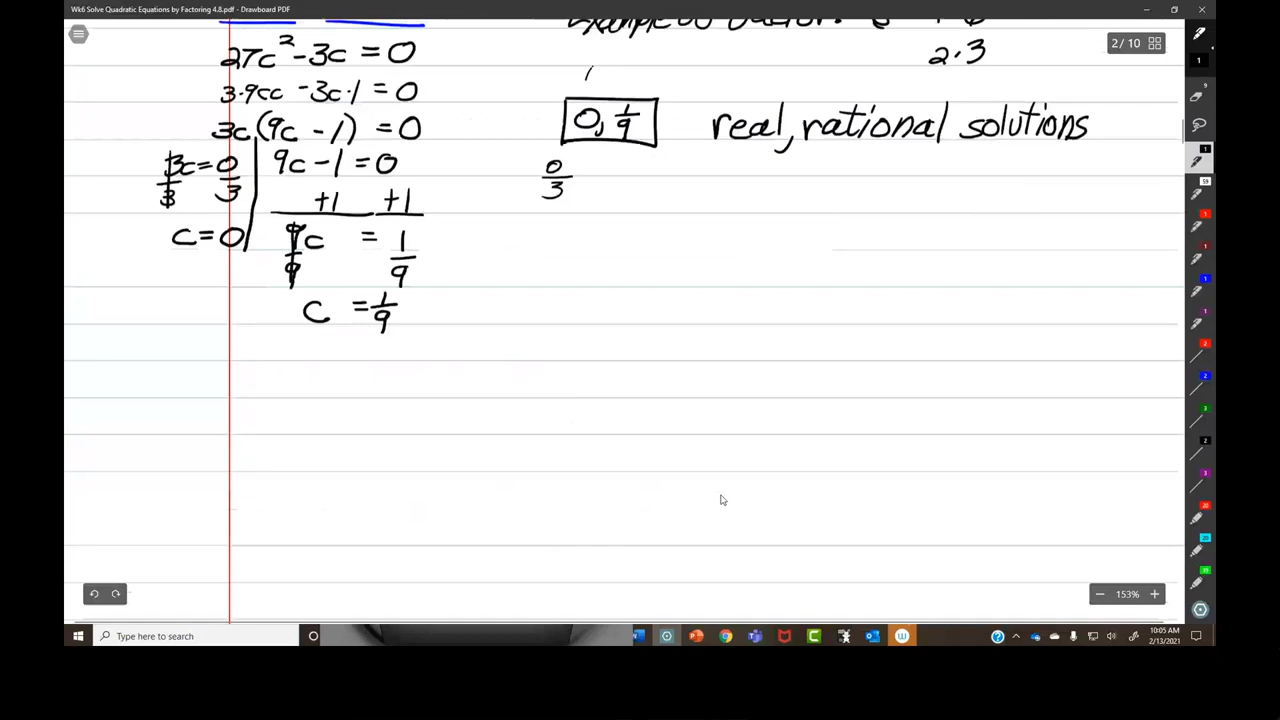 Wk6 Solve Quadratic Equations by Factoring 4.8.pdf - Drawboard PDF
2 / 10
27c² - 3c = 0
2·3
3·9cc - 3c·1 = 0
3c(9c - 1) = 0
0, 1/9
real, rational solutions
3c = 0
3 3
9c - 1 = 0
0/3
+1 +1
c = 0
9c = 1
9 9
c = 1/9
153%
Type here to search
10:05 AM
2/13/2021